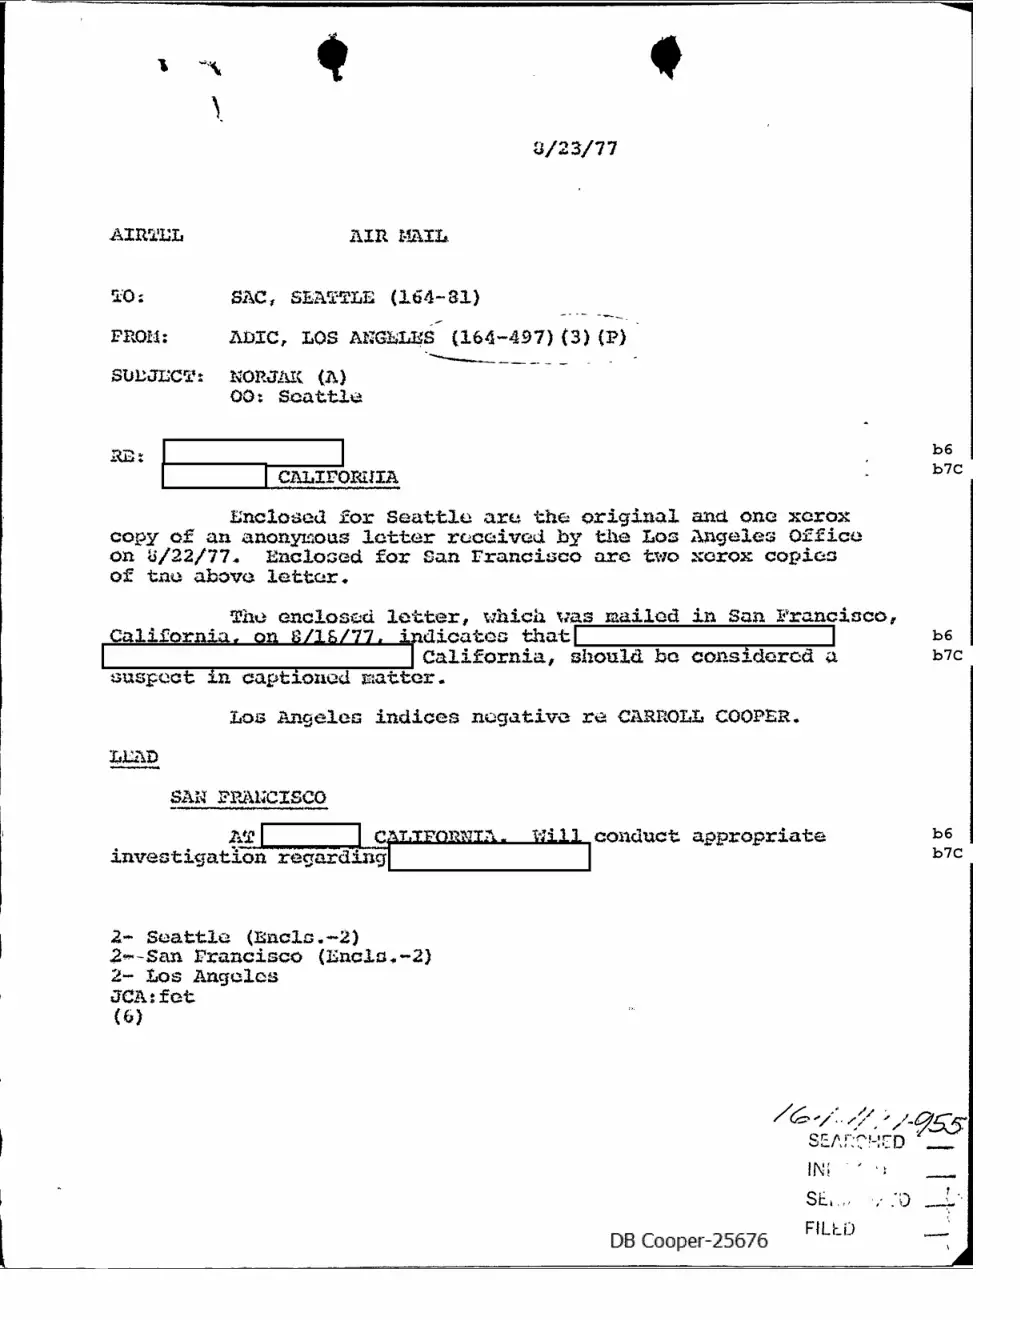 8/23/77
AIRTEL AIR MAIL
TO: SAC, SEATTLE (164-81)
FROM: ADIC, LOS ANGELES (164-497) (3) (P)
SUBJECT: NORJAK (A)
OO: Seattle
RE:
CALIFORNIA
b6
b7C
Enclosed for Seattle are the original and one xerox
copy of an anonymous letter received by the Los Angeles Office
on 8/22/77. Enclosed for San Francisco are two xerox copies
of the above letter.
The enclosed letter, which was mailed in San Francisco,
California, on 8/18/77, indicates that
b6
California, should be considered a
b7C
suspect in captioned matter.
Los Angeles indices negative re CARROLL COOPER.
LEAD
SAN FRANCISCO
AT CALIFORNIA. Will conduct appropriate
b6
investigation regarding
b7C
2- Seattle (Encls.-2)
2--San Francisco (Encls.-2)
2- Los Angeles
JCA:fet
(6)
SEARCHED
FILED
DB Cooper-25676